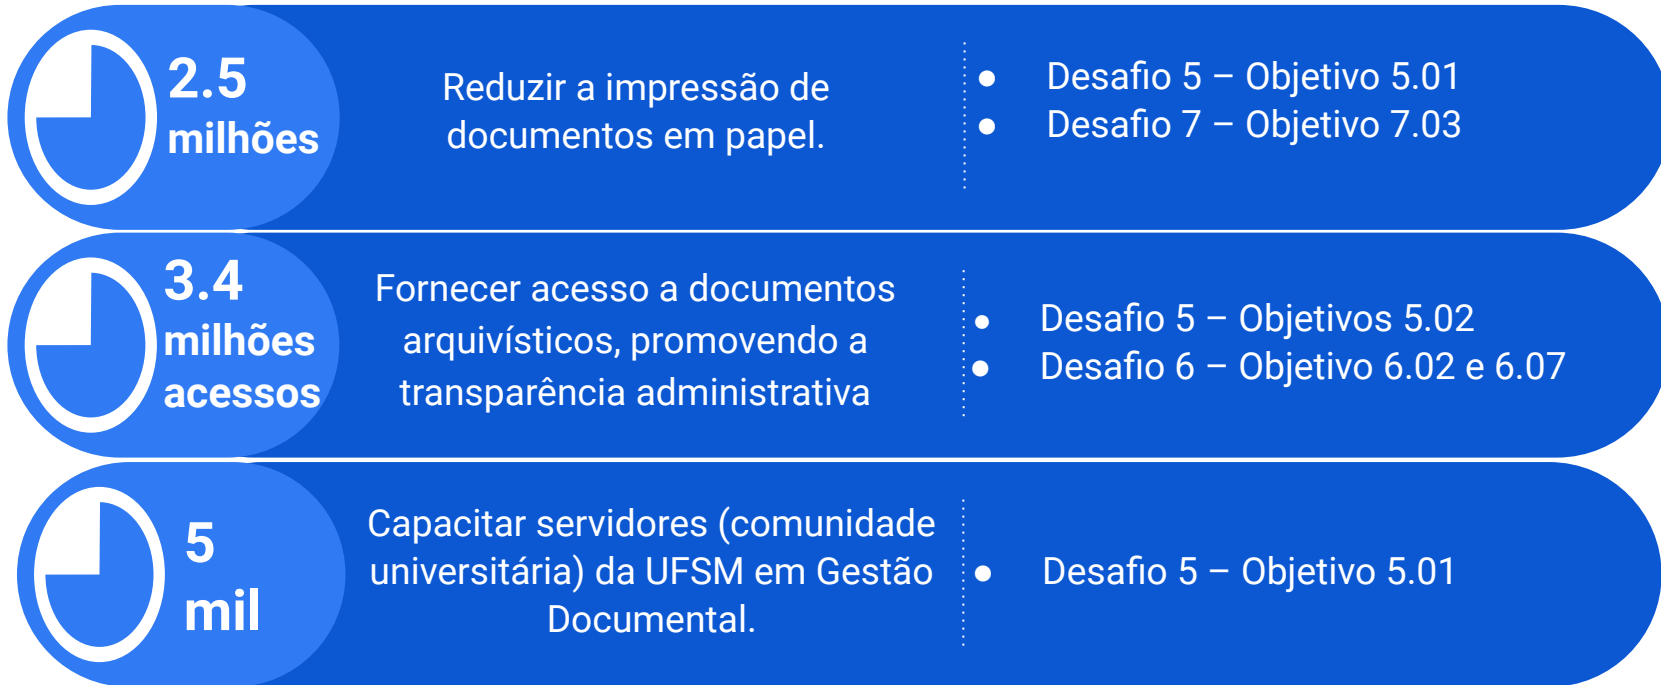 2.5
milhões
Reduzir a impressão de
documentos em papel.
● Desafio 5 – Objetivo 5.01
● Desafio 7 – Objetivo 7.03
3.4
milhões
acessos
Fornecer acesso a documentos
arquivísticos, promovendo a
transparência administrativa
● Desafio 5 – Objetivos 5.02
● Desafio 6 – Objetivo 6.02 e 6.07
5
mil
Capacitar servidores (comunidade
universitária) da UFSM em Gestão
Documental.
● Desafio 5 – Objetivo 5.01